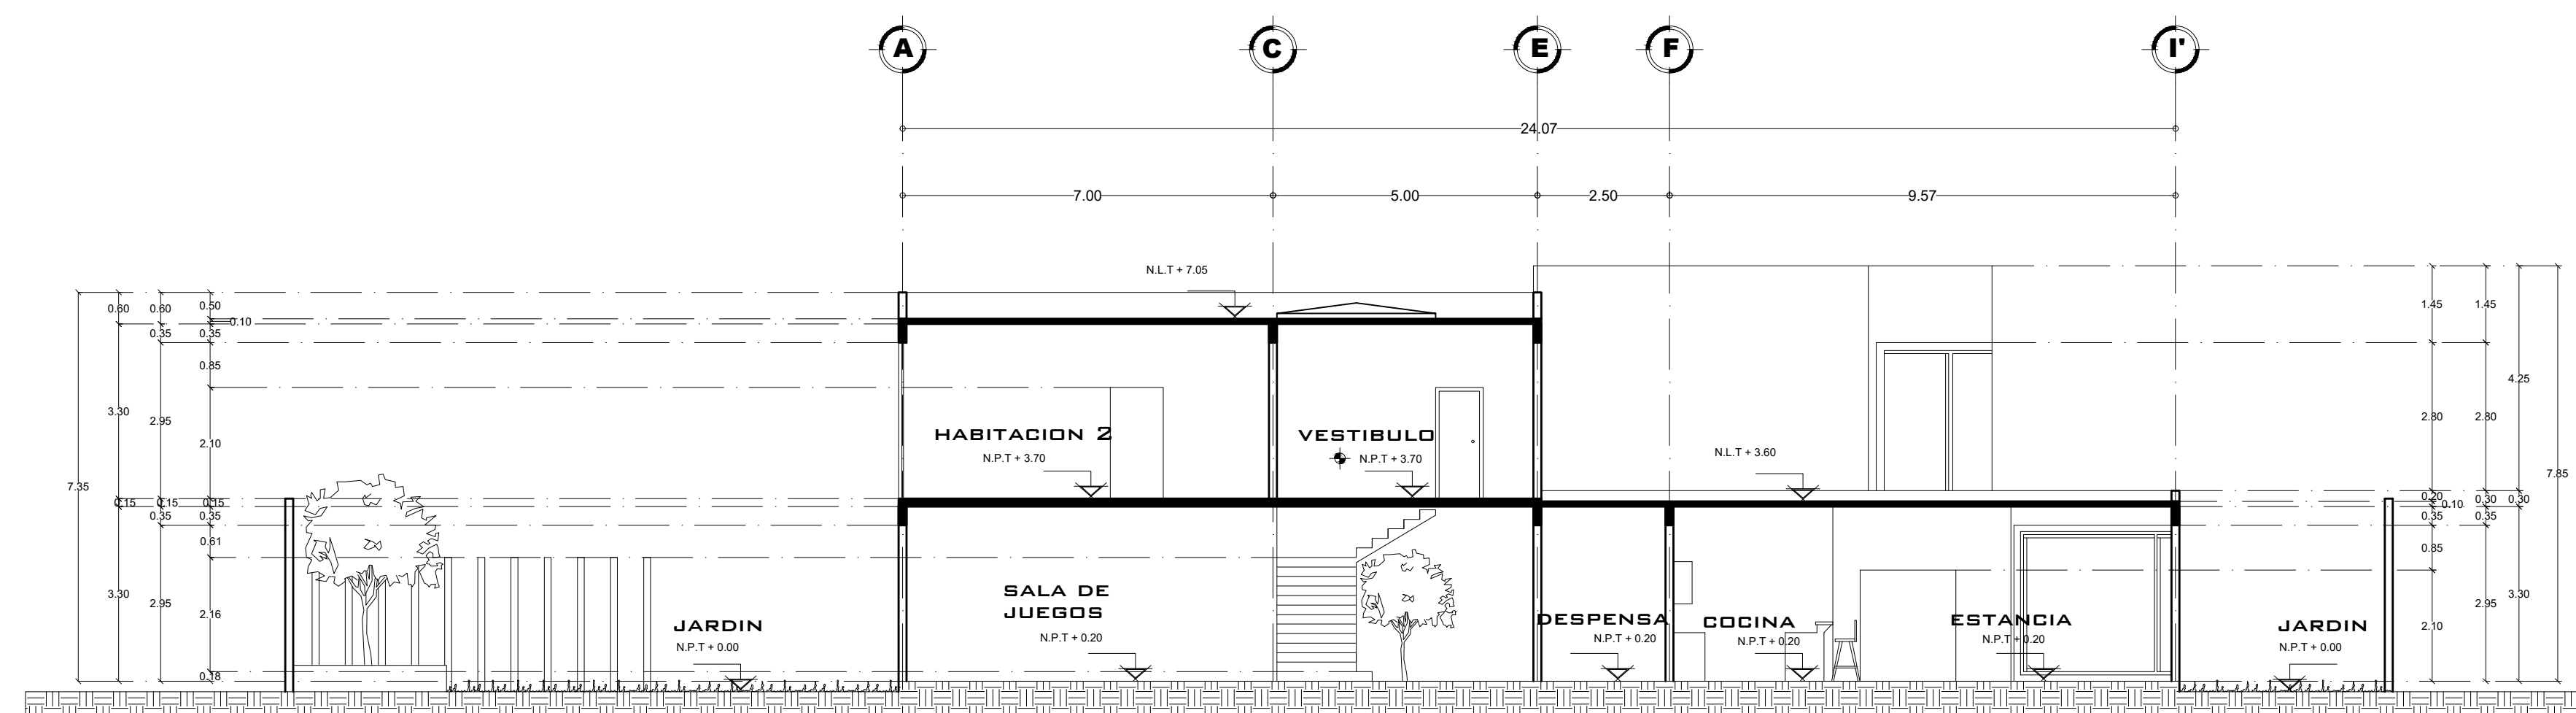 A
C
E
F
I'
24.07
7.00
5.00
2.50
9.57
N.L.T + 7.05
0.60
0.60
0.50
0.10
0.35
0.35
0.85
3.30
2.95
2.10
7.35
0.15
0.15
0.15
0.35
0.35
0.61
3.30
2.95
2.16
0.18
HABITACION 2
N.P.T + 3.70
VESTIBULO
N.P.T + 3.70
N.L.T + 3.60
JARDIN
N.P.T + 0.00
SALA DE
JUEGOS
N.P.T + 0.20
DESPENSA
N.P.T + 0.20
COCINA
N.P.T + 0.20
ESTANCIA
N.P.T + 0.20
JARDIN
N.P.T + 0.00
1.45
1.45
4.25
2.80
2.80
7.85
0.20
0.30
0.30
0.10
0.35
0.35
0.85
3.30
2.95
2.10